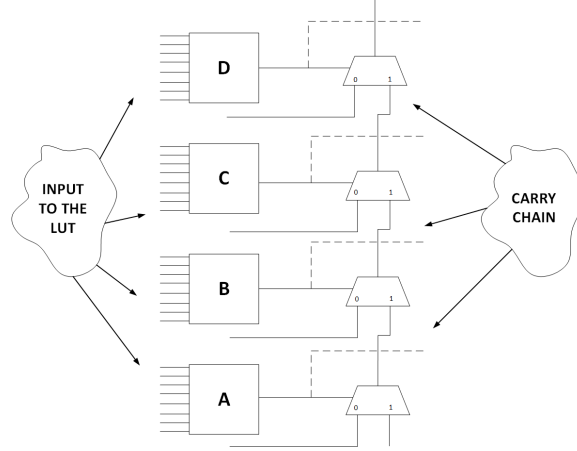 D
0 1
C
0 1
INPUT
TO THE
LUT
CARRY
CHAIN
B
0 1
A
0 1